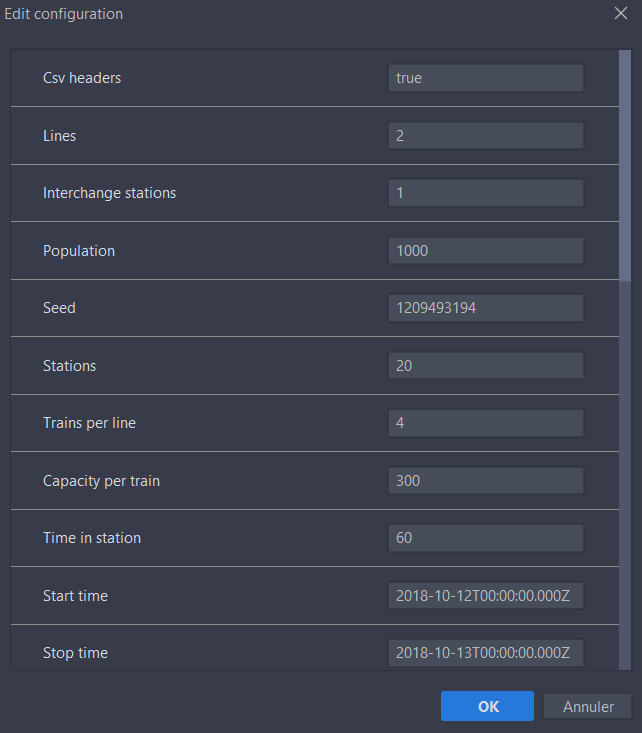 Edit configuration
Csv headers true
Lines 2
Interchange stations 1
Population 1000
Seed 1209493194
Stations 20
Trains per line 4
Capacity per train 300
Time in station 60
Start time 2018-10-12T00:00:00.000Z
Stop time 2018-10-13T00:00:00.000Z
OK Annuler